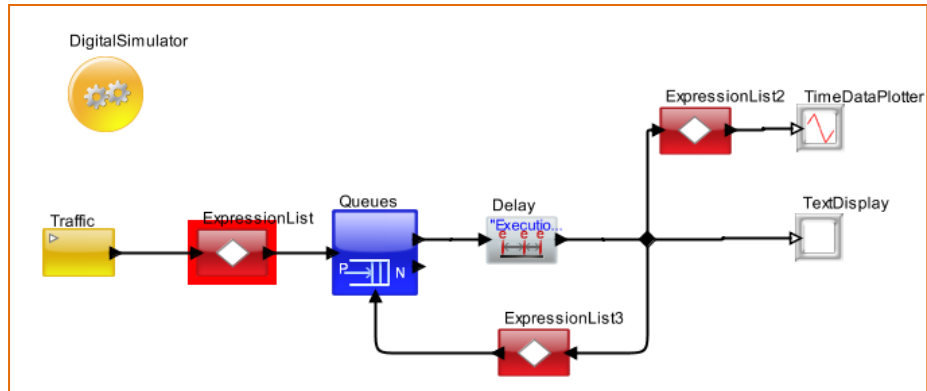 DigitalSimulator
ExpressionList2
TimeDataPlotter
Traffic
ExpressionList
Queues
Delay
TextDisplay
"Executio...
e e e
P
N
ExpressionList3